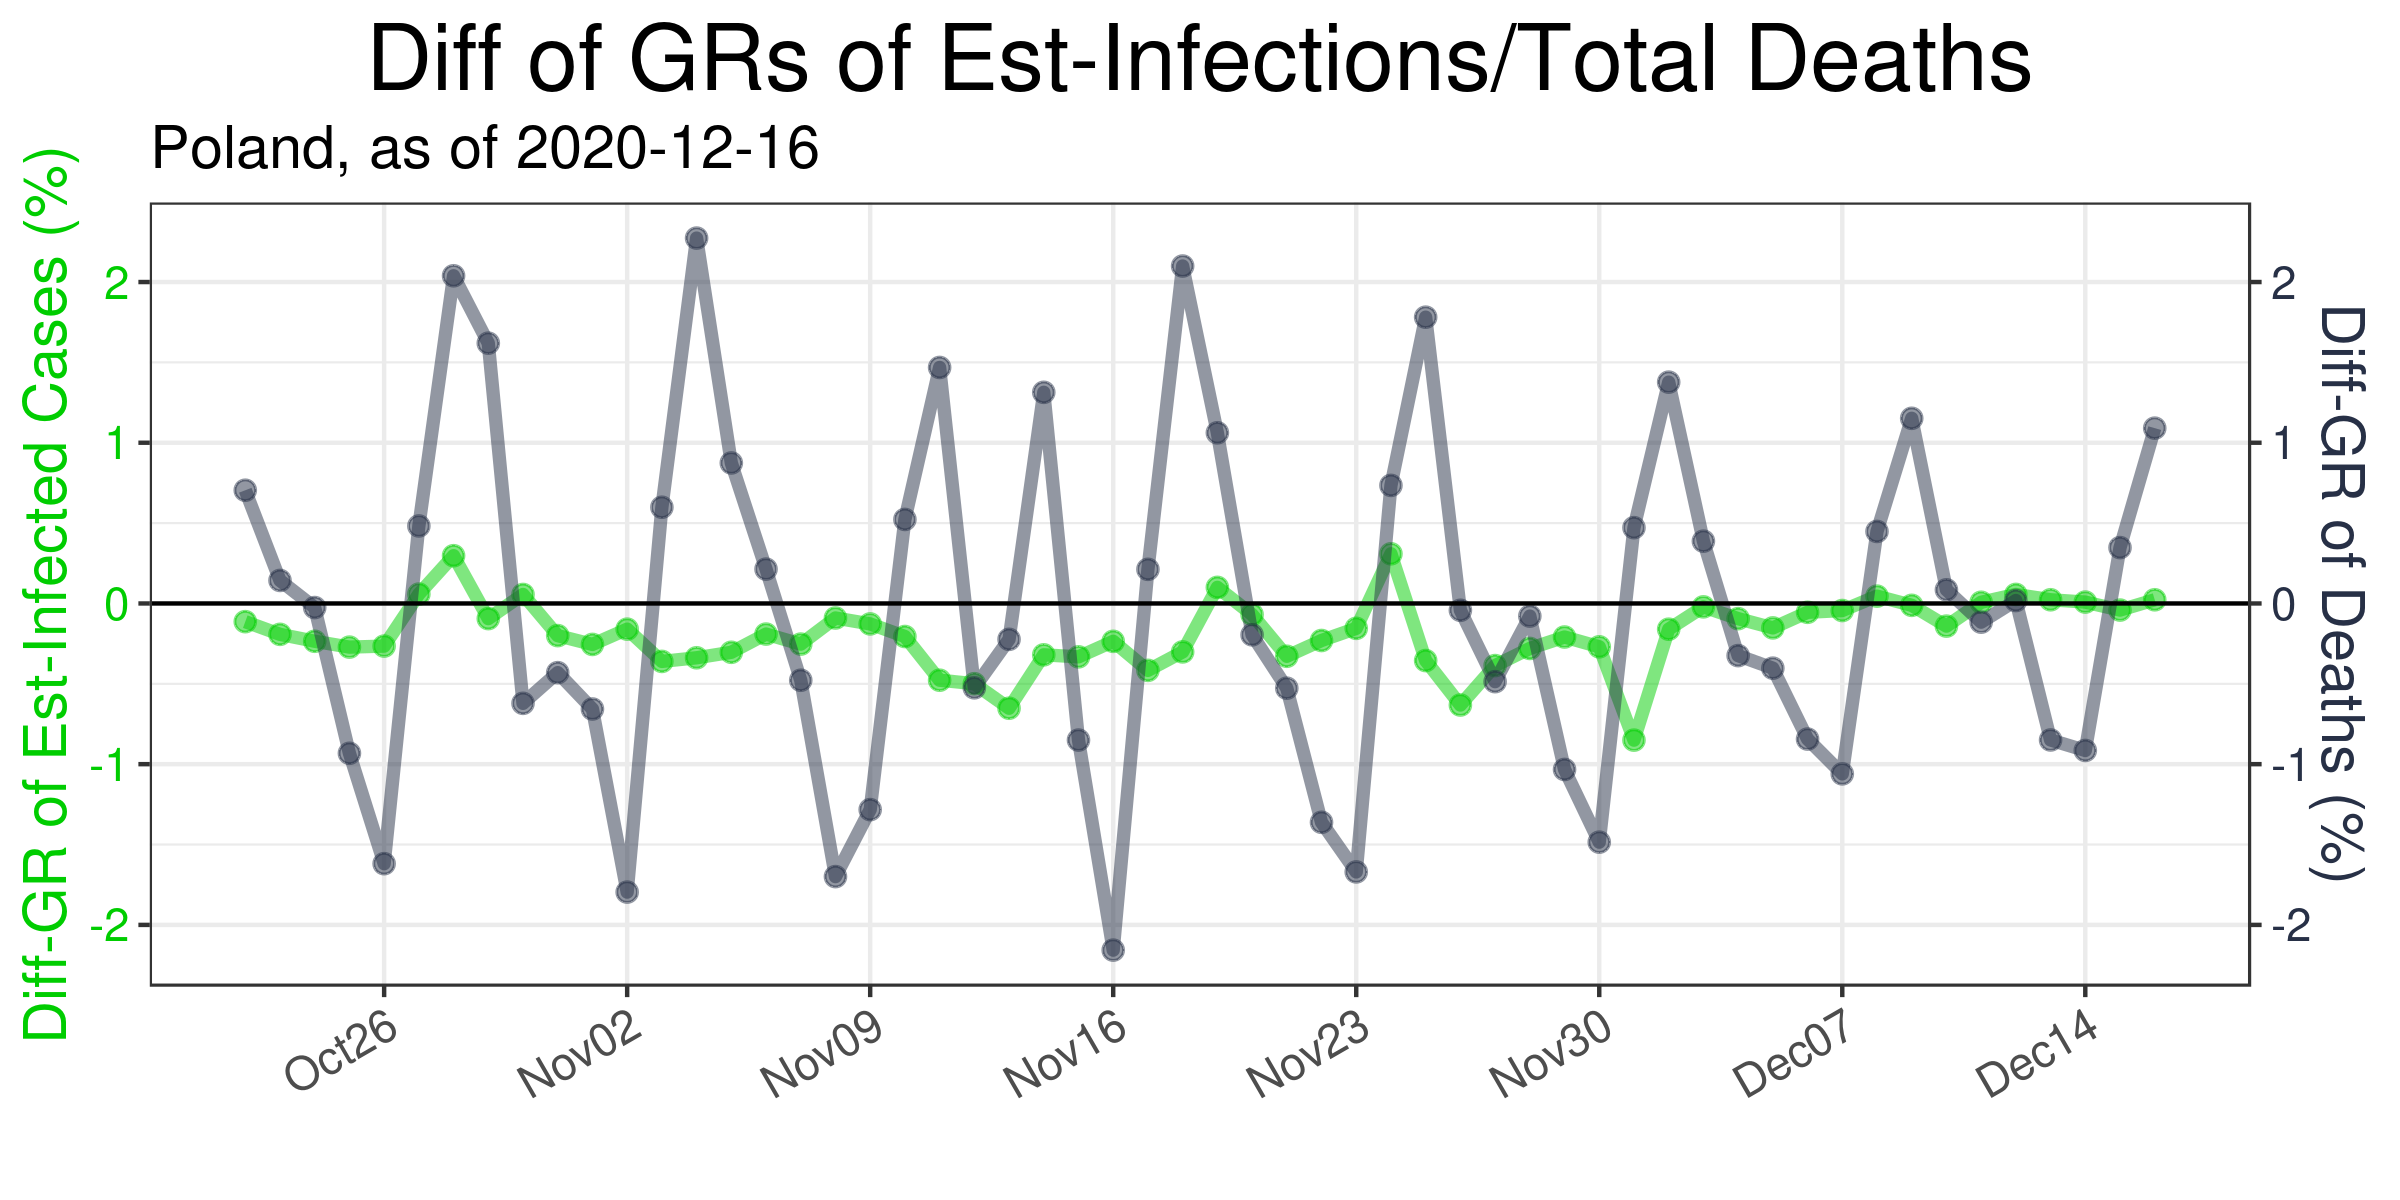 Diff of GRs of Est-Infections/Total Deaths
Poland, as of 2020-12-16
Diff-GR of Est-Infected Cases (%)
2
1
0
-1
-2
2
1
0
-1
-2
Diff-GR of Deaths (%)
Oct26
Nov02
Nov09
Nov16
Nov23
Nov30
Dec07
Dec14